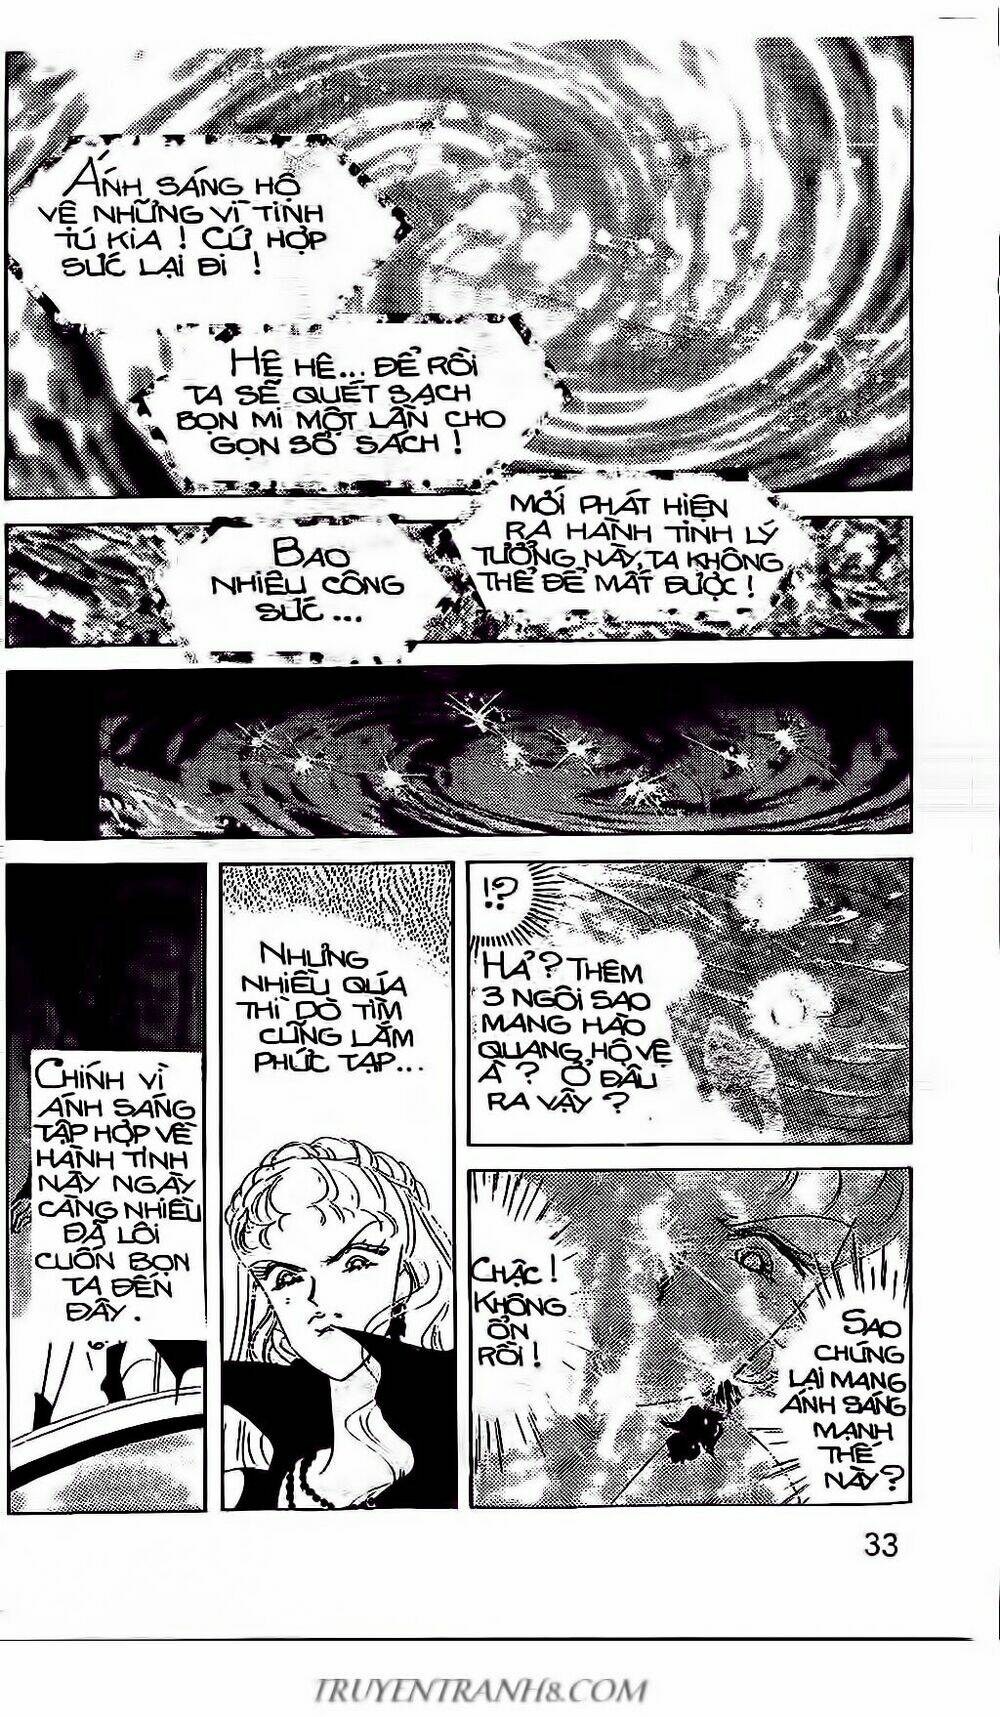 ÁNH SÁNG HỘ
VỆ NHỮNG VÌ TINH
TÚ KIA! CỨ HỢP
SỨC LẠI ĐI!
HÊ HÊ... ĐỂ RỒI
TA SẼ QUÉT SẠCH
BỌN MI MỘT LẦN CHO
GỌN SỔ SÁCH!
MỚI PHÁT HIỆN
RA HÀNH TINH LÝ
TƯỞNG NÀY, TA KHÔNG
THỂ ĐỂ MẤT ĐƯỢC!
BAO
NHIÊU CÔNG
SỨC...
CHÍNH VÌ
ÁNH SÁNG
TẬP HỢP VỀ
HÀNH TINH
NÀY NGÀY
CÀNG NHIỀU
ĐÃ LÔI
CUỐN BỌN
TA ĐẾN
ĐÂY.
NHƯNG
NHIỀU QÚA
THÌ DÒ TÌM
CŨNG LẮM
PHỨC TẠP...
!?
HẢ? THÊM
3 NGÔI SAO
MANG HÀO
QUANG HỘ VỆ
À? Ở ĐÂU
RA VẬY?
CHẬC!
KHÔNG
ỔN
RỒI!
SAO
CHÚNG
LẠI MANG
ÁNH SÁNG
MẠNH
THẾ
NÀY?
33
TRUYENTRANH8.COM